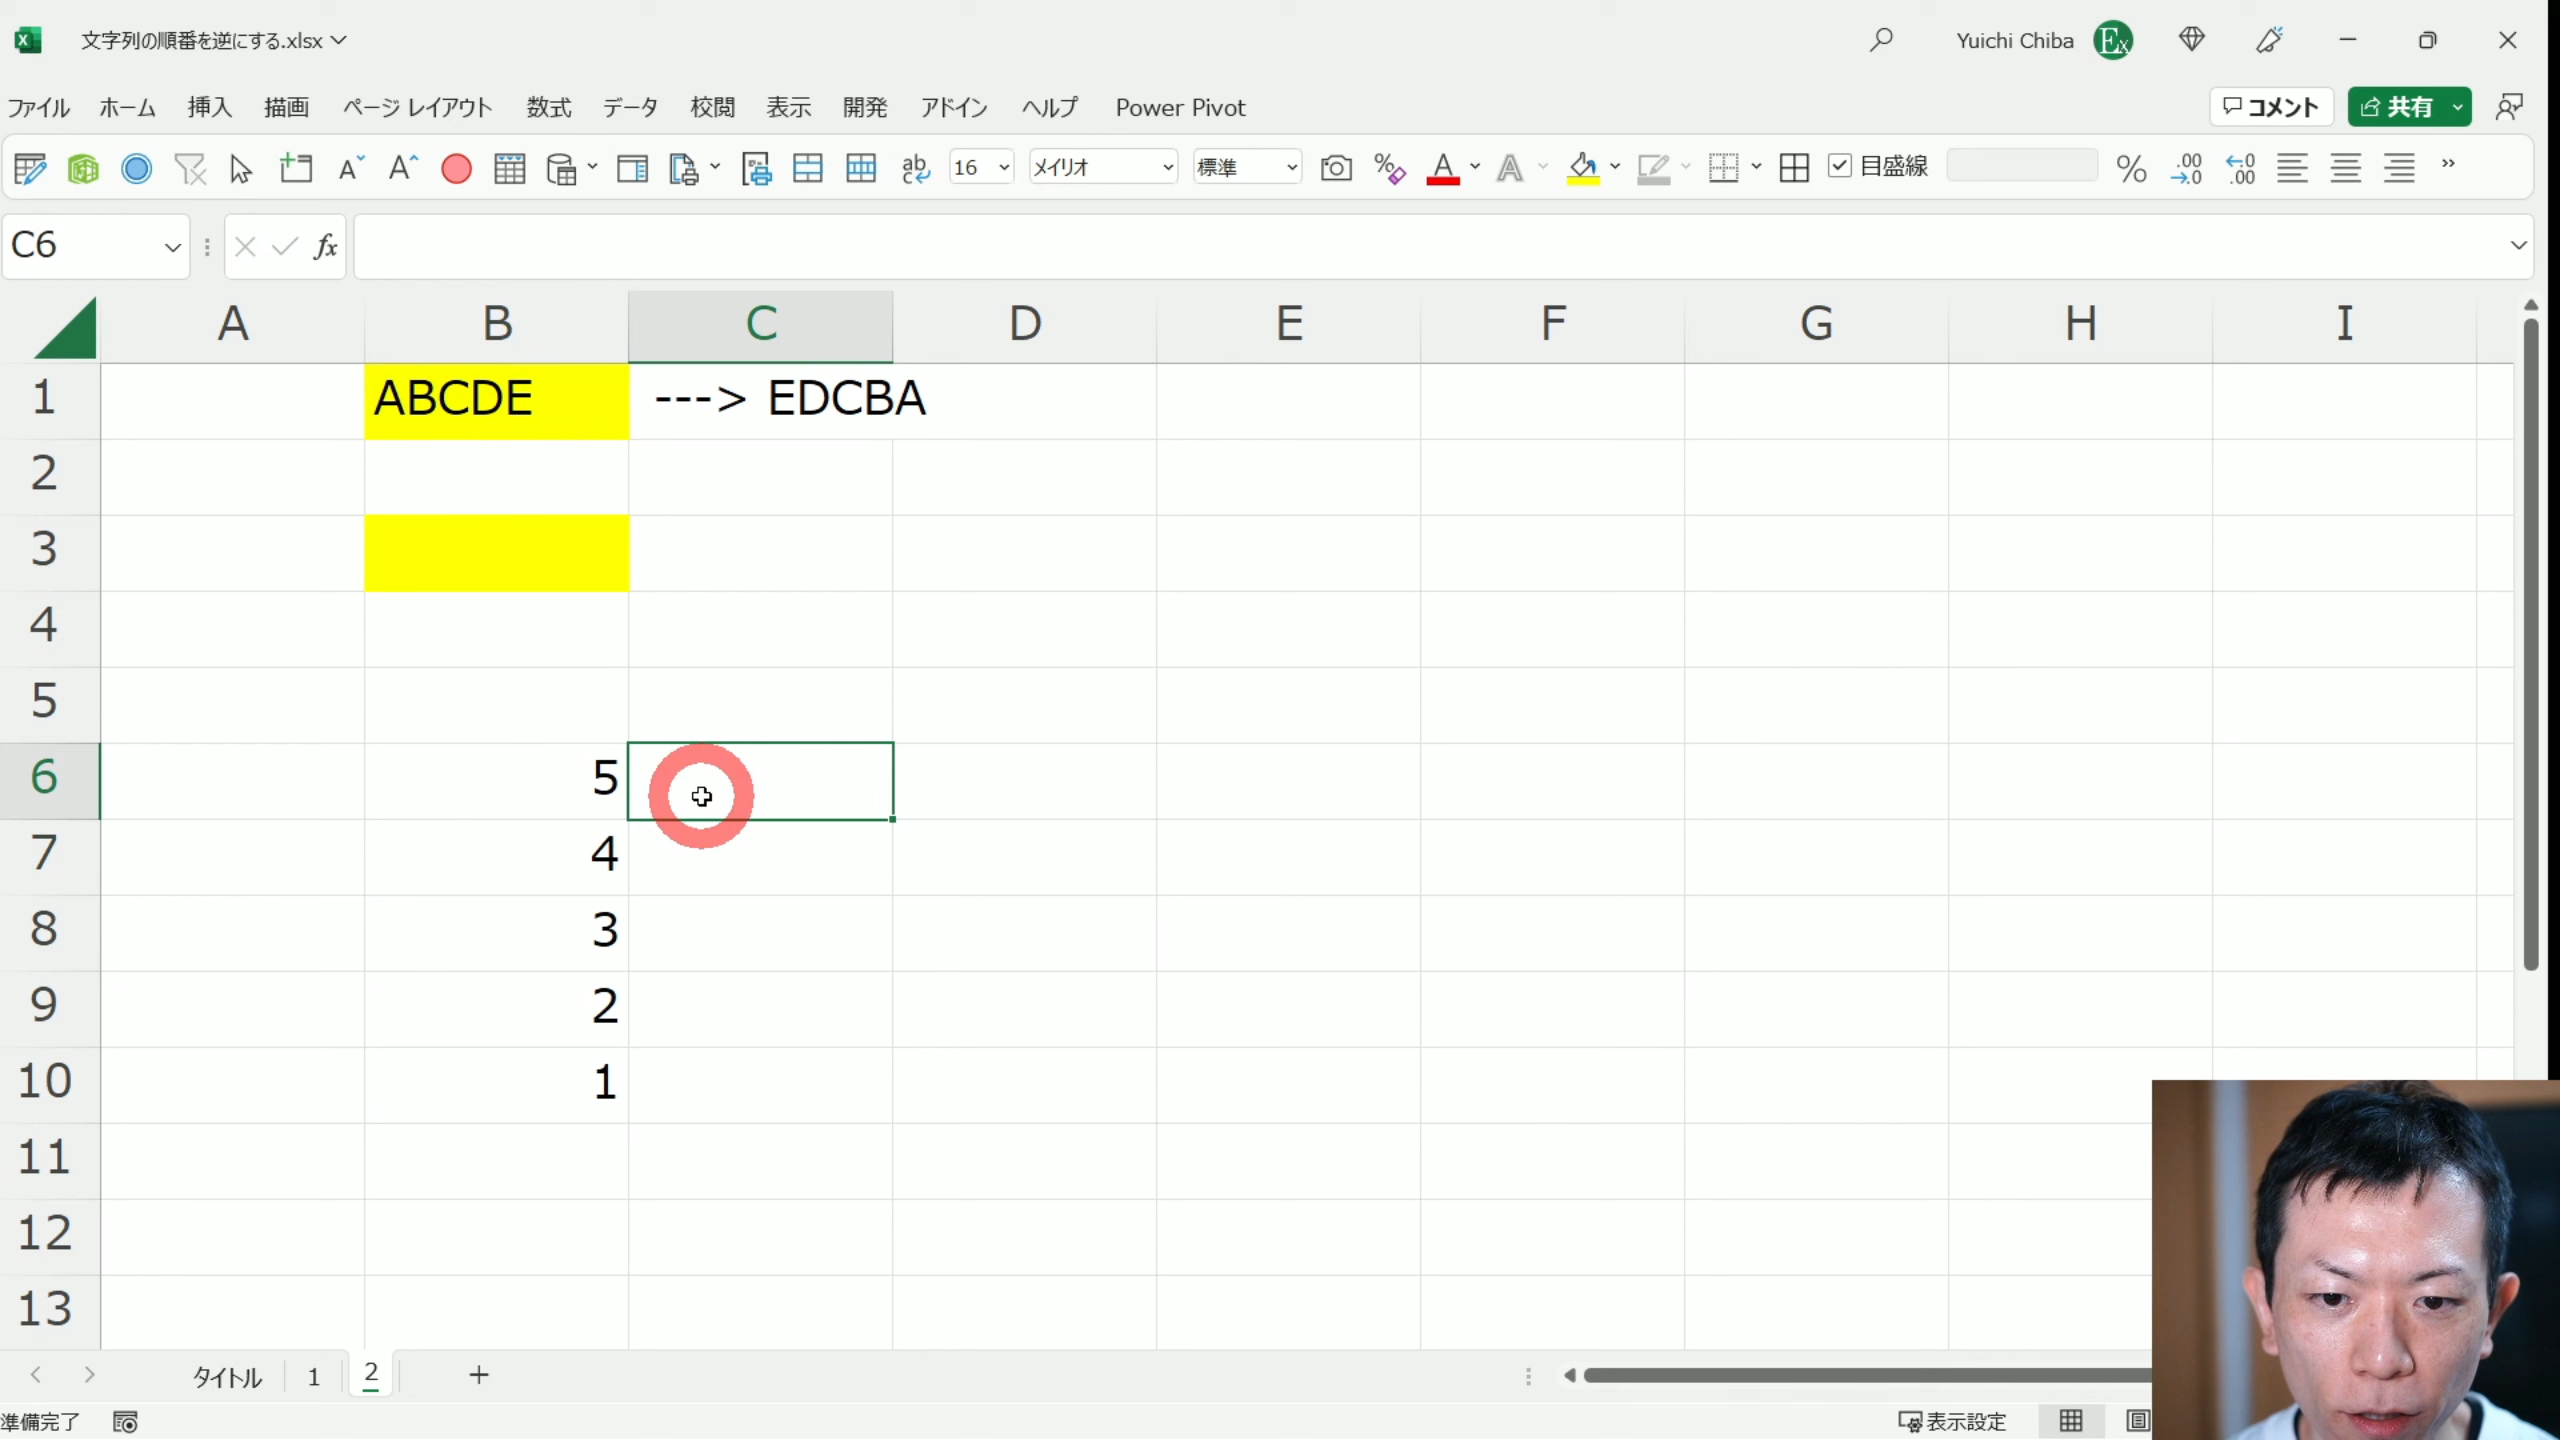 文字列の順番を逆にする.xlsx
Yuichi Chiba
ファイル ホーム 挿入 描画 ページ レイアウト 数式 データ 校閲 表示 開発 アドイン ヘルプ Power Pivot コメント 共有
16 メイリオ 標準 目盛線
C6 fx
A B C D E F G H I
1 ABCDE ---> EDCBA
2
3
4
5
6 5
7 4
8 3
9 2
10 1
11
12
13
タイトル 1 2 +
準備完了 表示設定